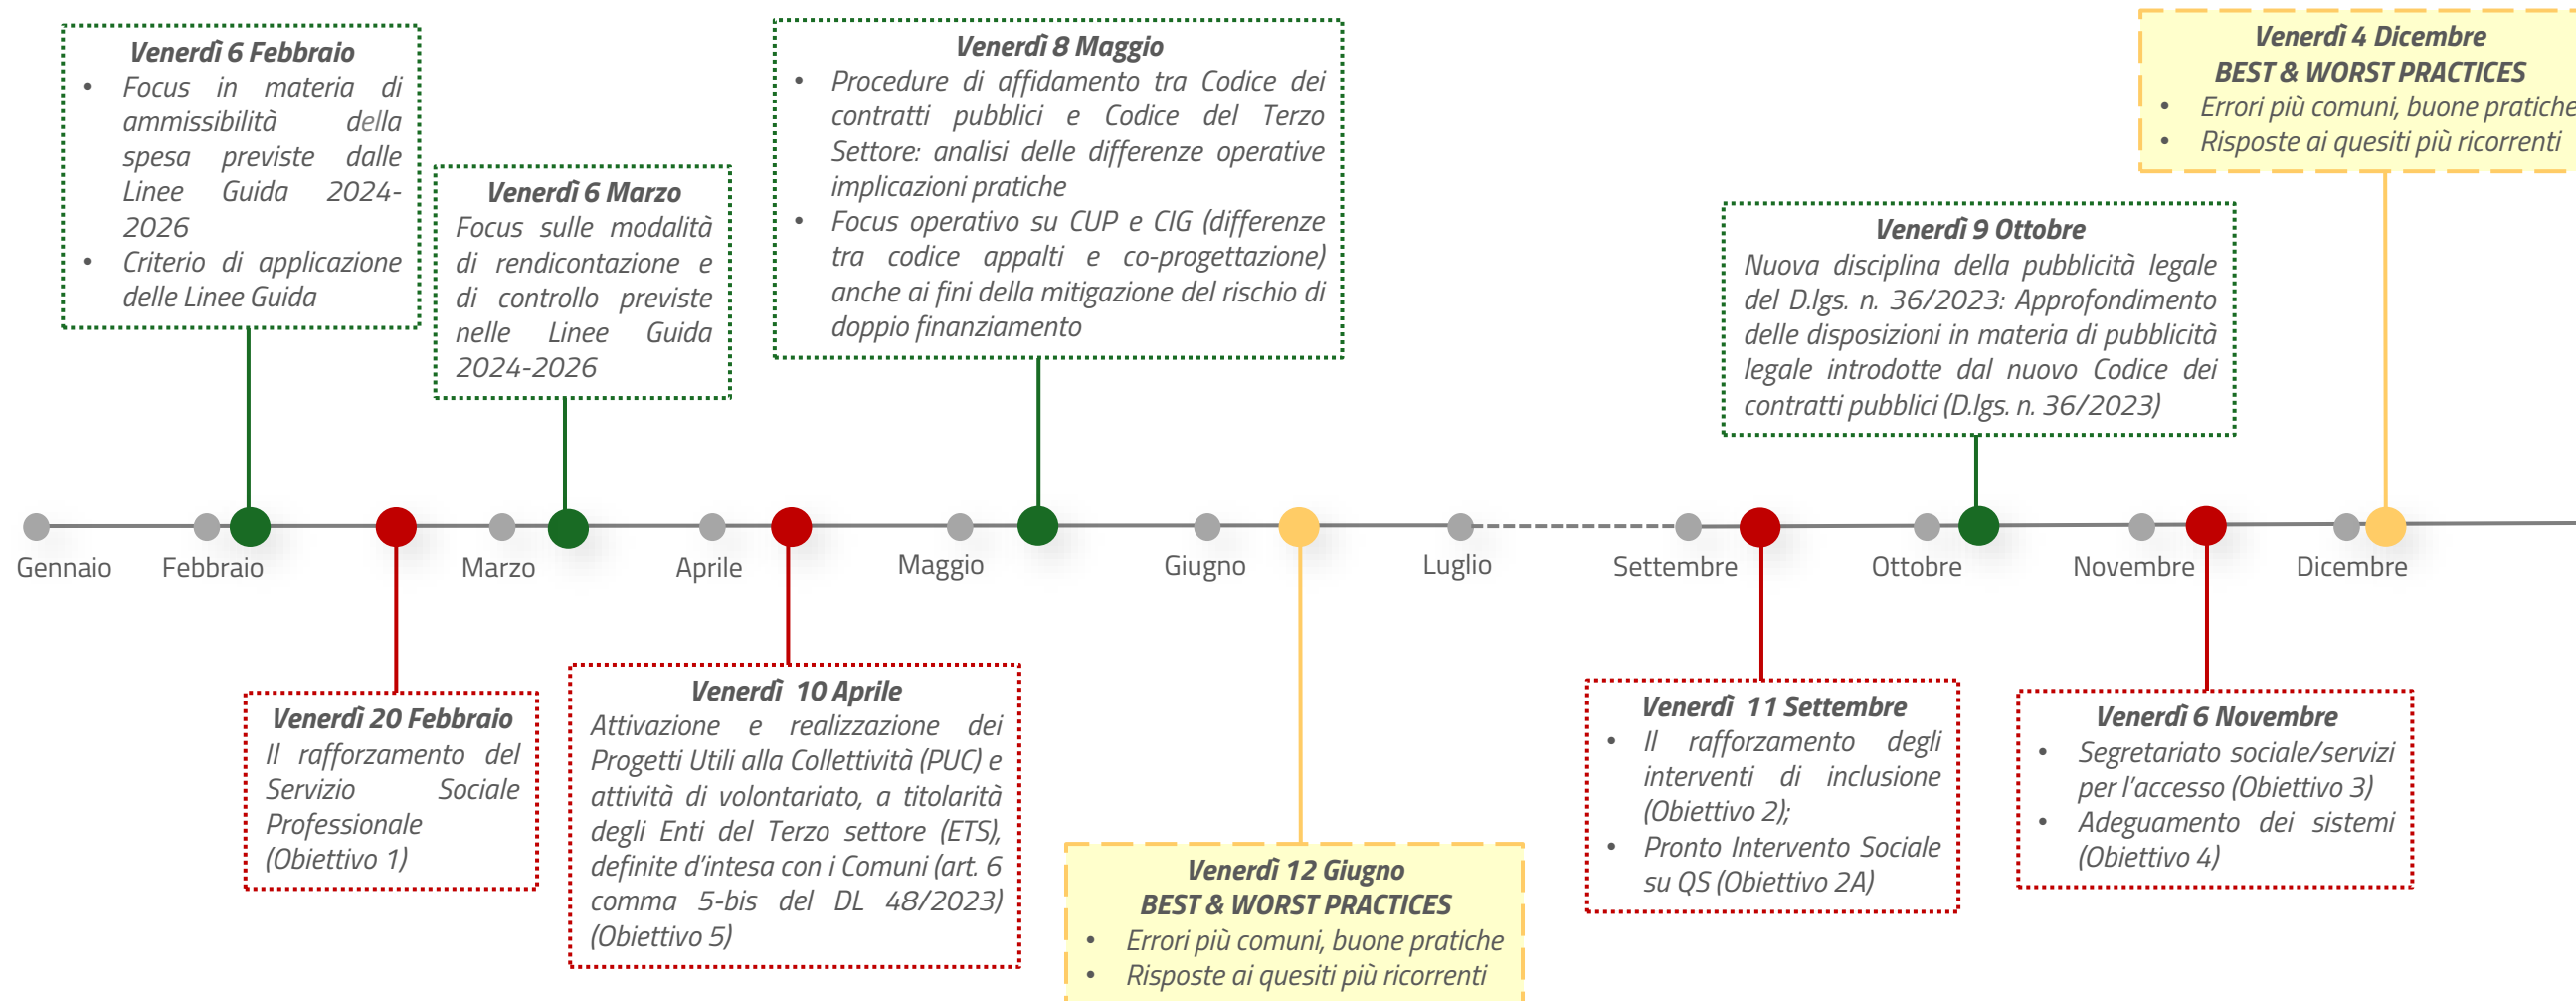 Venerdì 6 Febbraio
• Focus in materia di
ammissibilità della
spesa previste dalle
Linee Guida 2024-
2026
• Criterio di applicazione
delle Linee Guida
Venerdì 6 Marzo
Focus sulle modalità
di rendicontazione e
di controllo previste
nelle Linee Guida
2024-2026
Venerdì 8 Maggio
• Procedure di affidamento tra Codice dei
contratti pubblici e Codice del Terzo
Settore: analisi delle differenze operative
implicazioni pratiche
• Focus operativo su CUP e CIG (differenze
tra codice appalti e co-progettazione)
anche ai fini della mitigazione del rischio di
doppio finanziamento
Venerdì 9 Ottobre
Nuova disciplina della pubblicità legale
del D.lgs. n. 36/2023: Approfondimento
delle disposizioni in materia di pubblicità
legale introdotte dal nuovo Codice dei
contratti pubblici (D.lgs. n. 36/2023)
Venerdì 4 Dicembre
BEST & WORST PRACTICES
• Errori più comuni, buone pratiche
• Risposte ai quesiti più ricorrenti
Gennaio
Febbraio
Marzo
Aprile
Maggio
Giugno
Luglio
Settembre
Ottobre
Novembre
Dicembre
Venerdì 20 Febbraio
Il rafforzamento del
Servizio Sociale
Professionale
(Obiettivo 1)
Venerdì 10 Aprile
Attivazione e realizzazione dei
Progetti Utili alla Collettività (PUC) e
attività di volontariato, a titolarità
degli Enti del Terzo settore (ETS),
definite d’intesa con i Comuni (art. 6
comma 5-bis del DL 48/2023)
(Obiettivo 5)
Venerdì 12 Giugno
BEST & WORST PRACTICES
• Errori più comuni, buone pratiche
• Risposte ai quesiti più ricorrenti
Venerdì 11 Settembre
• Il rafforzamento degli
interventi di inclusione
(Obiettivo 2);
• Pronto Intervento Sociale
su QS (Obiettivo 2A)
Venerdì 6 Novembre
• Segretariato sociale/servizi
per l’accesso (Obiettivo 3)
• Adeguamento dei sistemi
(Obiettivo 4)